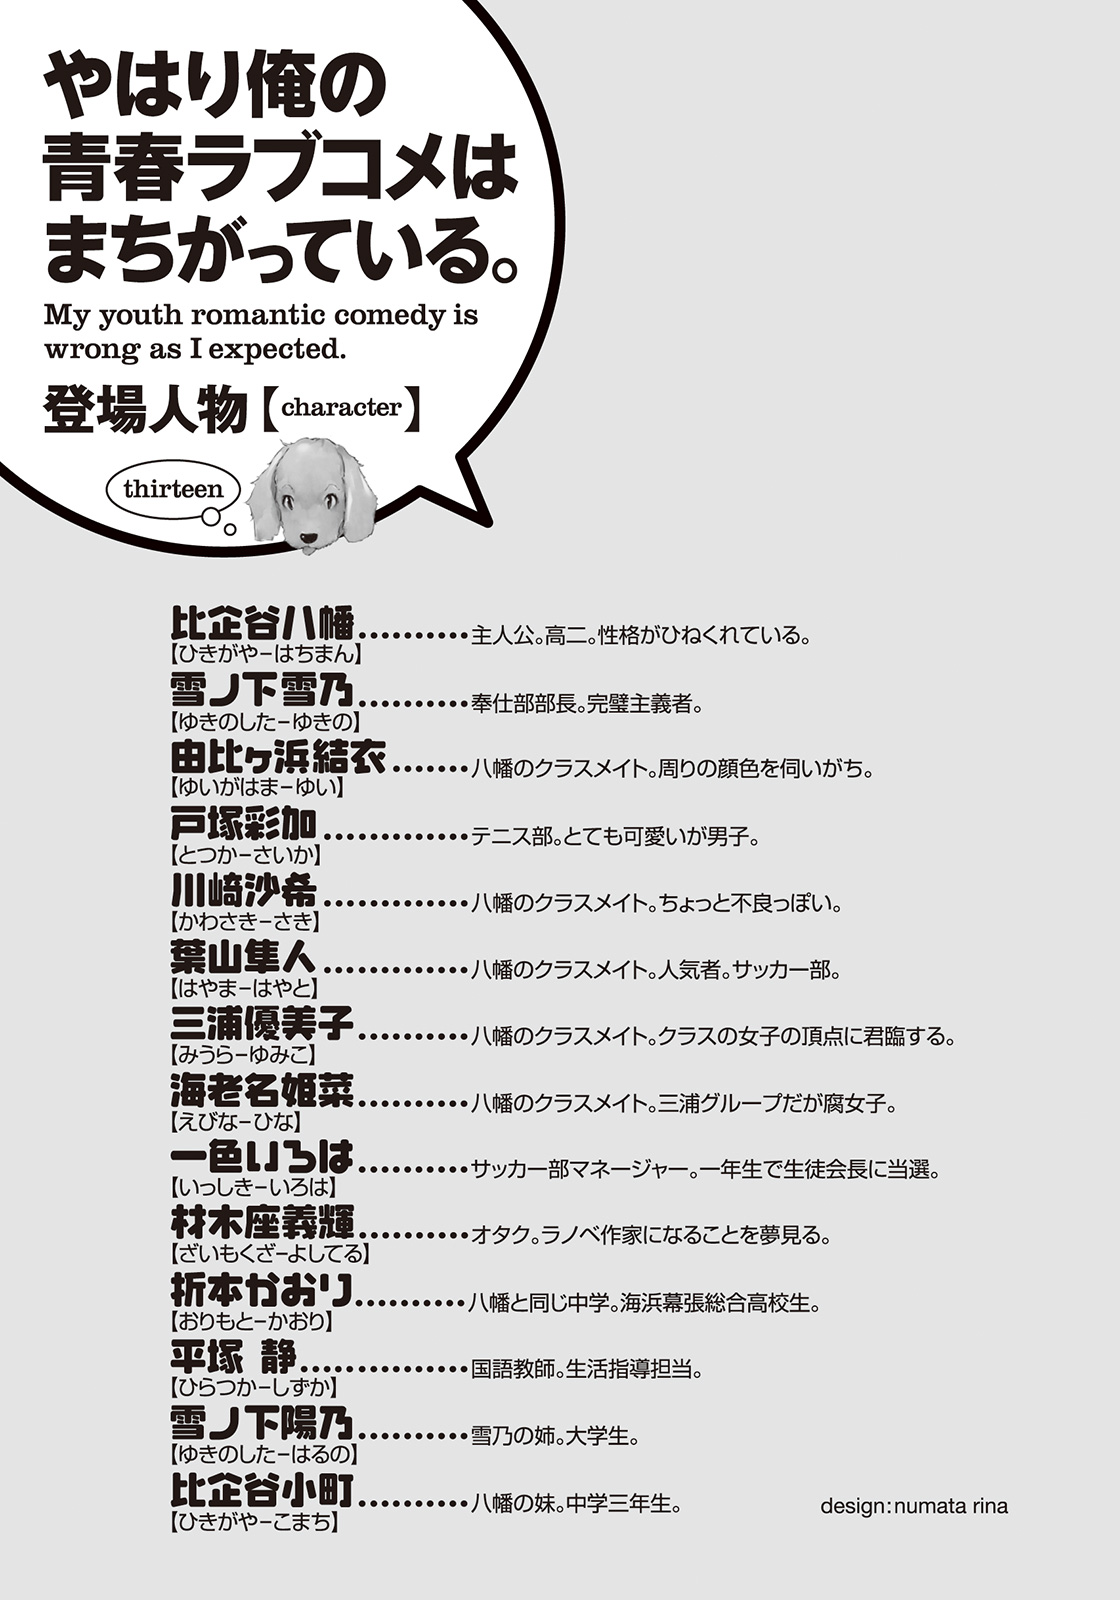 やはり俺の
青春ラブコメは
まちがっている。
My youth romantic comedy is
wrong as I expected.
登場人物【character】
thirteen
比企谷八幡..........主人公。高二。性格がひねくれている。
【ひきがや−はちまん】
雪ノ下雪乃..........奉仕部部長。完璧主義者。
【ゆきのした−ゆきの】
由比ヶ浜結衣.......八幡のクラスメイト。周りの顔色を伺いがち。
【ゆいがはま−ゆい】
戸塚彩加.............テニス部。とても可愛いが男子。
【とつか−さいか】
川﨑沙希.............八幡のクラスメイト。ちょっと不良っぽい。
【かわさき−さき】
葉山隼人.............八幡のクラスメイト。人気者。サッカー部。
【はやま−はやと】
三浦優美子..........八幡のクラスメイト。クラスの女子の頂点に君臨する。
【みうら−ゆみこ】
海老名姫菜..........八幡のクラスメイト。三浦グループだが腐女子。
【えびな−ひな】
一色いろは..........サッカー部マネージャー。一年生で生徒会長に当選。
【いっしき−いろは】
材木座義輝..........オタク。ラノベ作家になることを夢見る。
【ざいもくざ−よしてる】
折本かおり..........八幡と同じ中学。海浜幕張総合高校生。
【おりもと−かおり】
平塚 静...............国語教師。生活指導担当。
【ひらつか−しずか】
雪ノ下陽乃..........雪乃の姉。大学生。
【ゆきのした−はるの】
比企谷小町..........八幡の妹。中学三年生。
【ひきがや−こまち】
design:numata rina